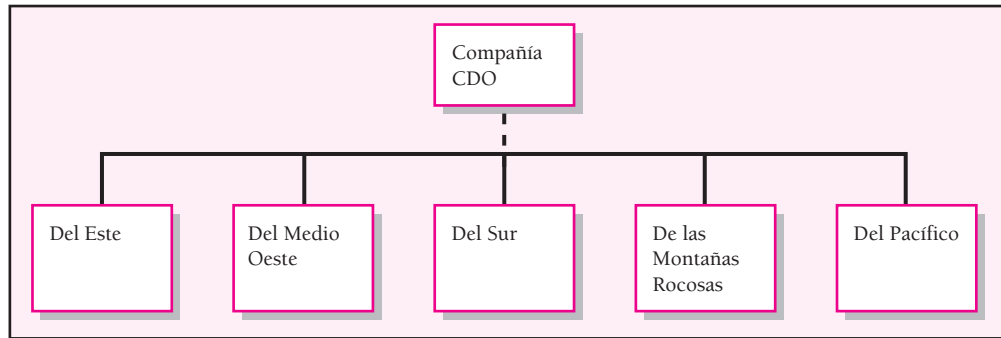 Compañía
CDO
Del Este
Del Medio
Oeste
Del Sur
De las
Montañas
Rocosas
Del Pacífico